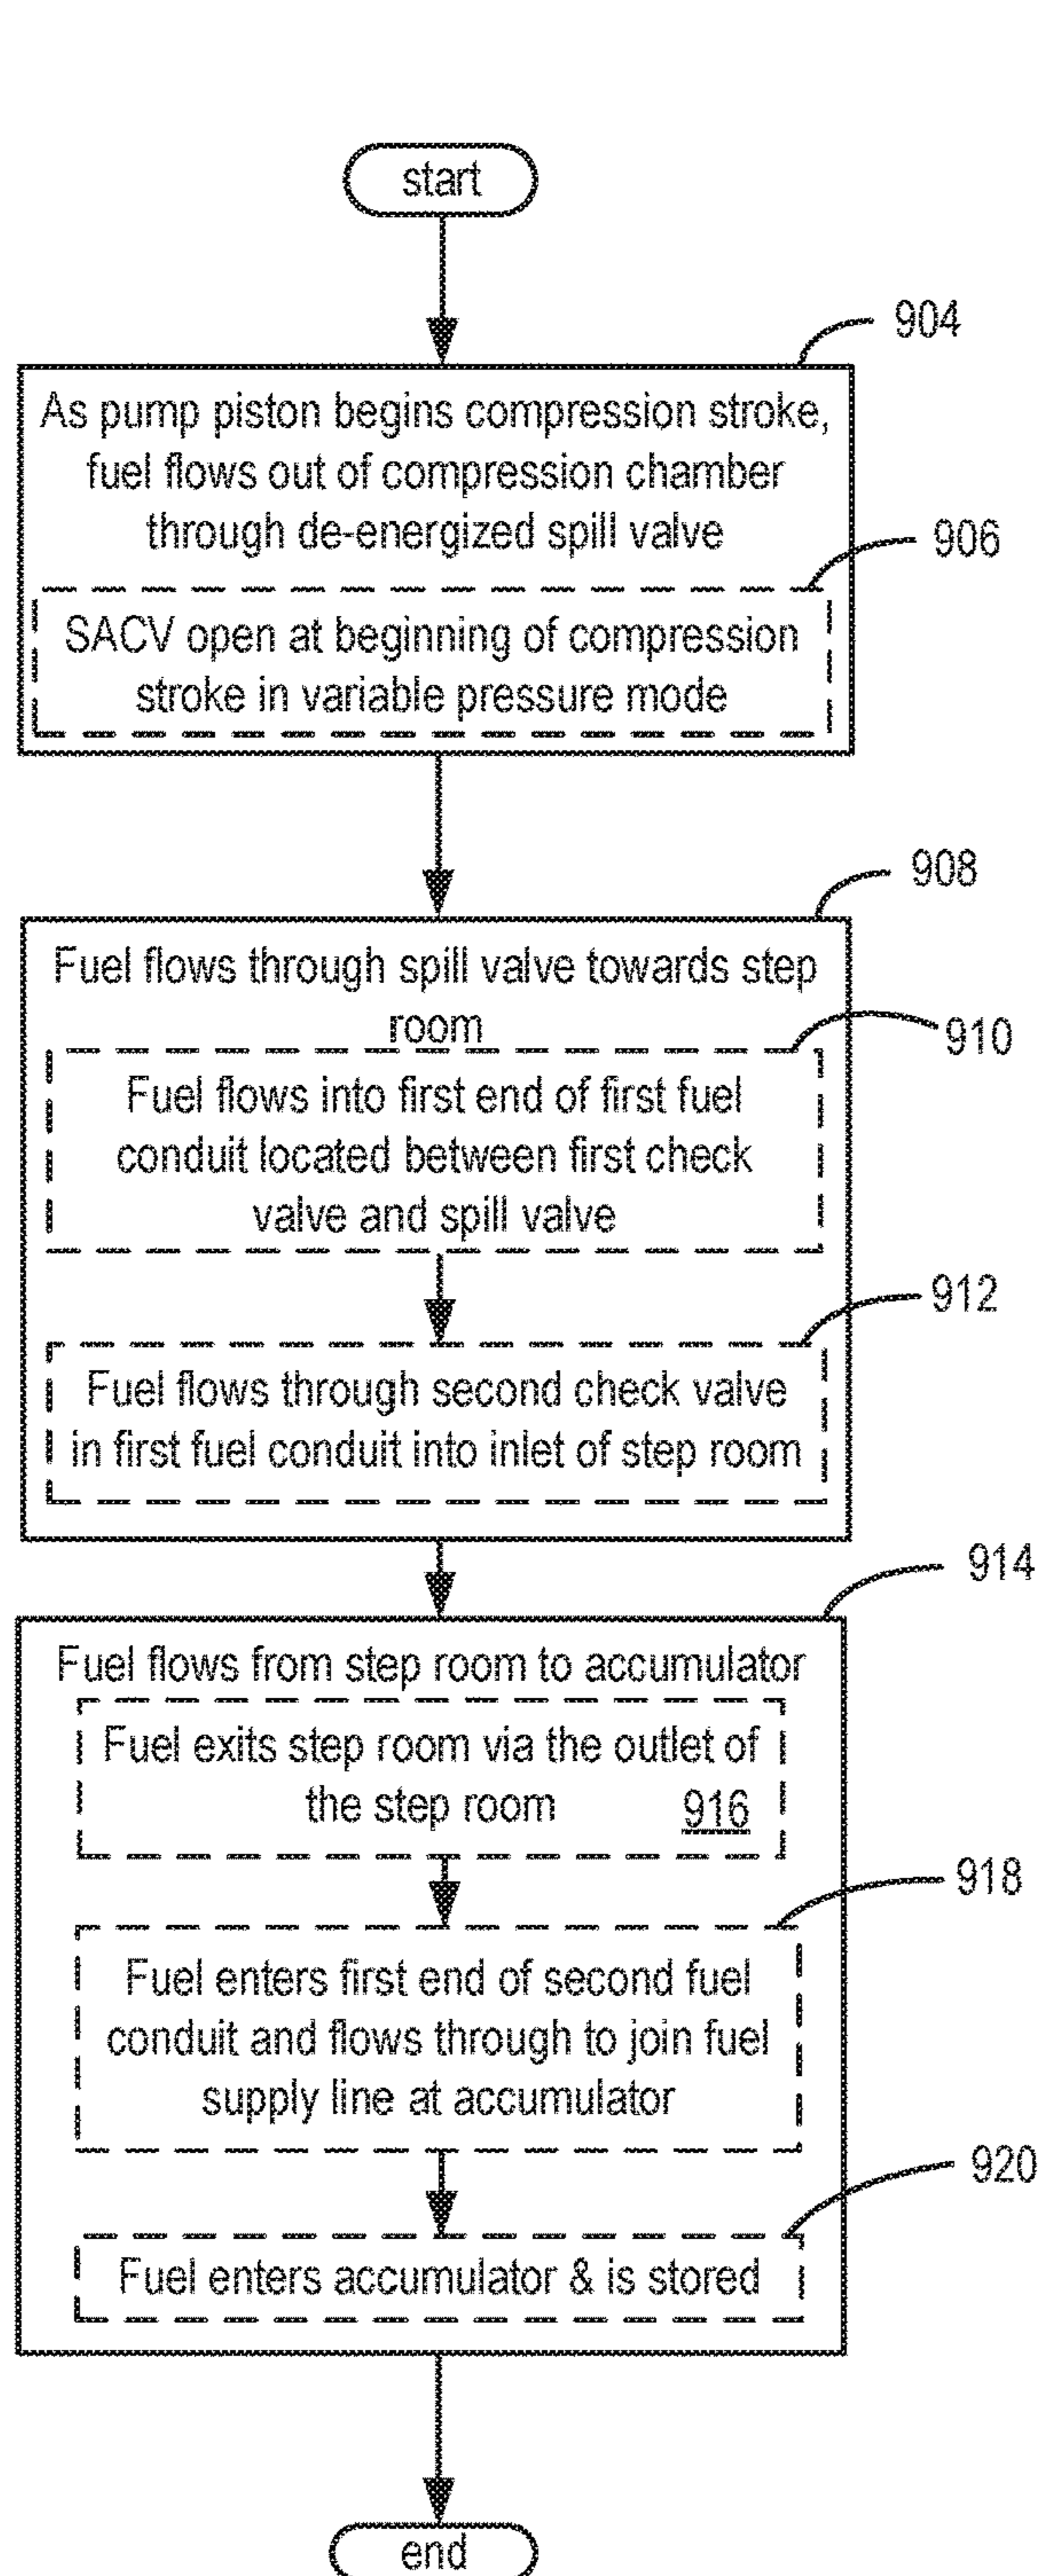 start
904
As pump piston begins compression stroke,
fuel flows out of compression chamber
through de-energized spill valve
906
SACV open at beginning of compression
stroke in variable pressure mode
908
Fuel flows through spill valve towards step
room
910
Fuel flows into first end of first fuel
conduit located between first check
valve and spill valve
912
Fuel flows through second check valve
in first fuel conduit into inlet of step room
914
Fuel flows from step room to accumulator
Fuel exits step room via the outlet of
the step room 916
918
Fuel enters first end of second fuel
conduit and flows through to join fuel
supply line at accumulator
920
Fuel enters accumulator & is stored
end